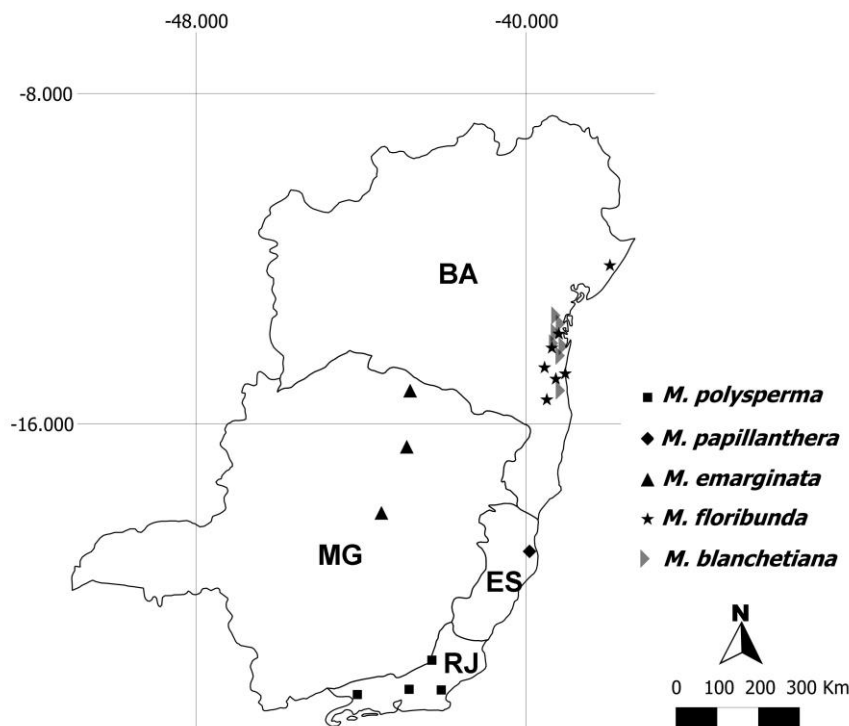 -48.000 -40.000
-8.000
BA
-16.000
M. polysperma
M. papillanthera
M. emarginata
M. floribunda
M. blanchetiana
MG
ES
RJ
N
0 100 200 300 Km